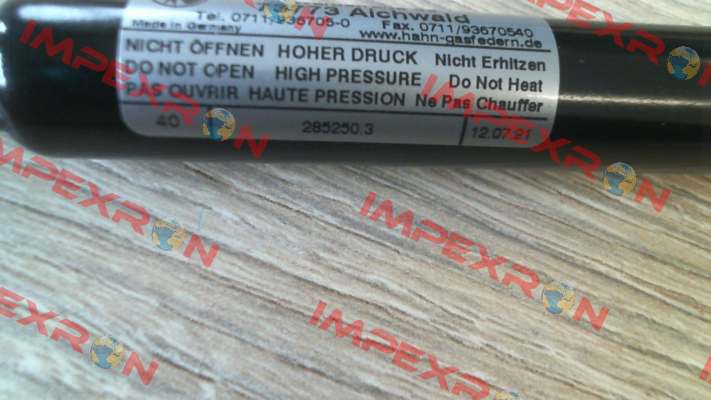 73 Aichwald
Tel. 0711/936705-0 Fax. 0711/93670540
Made in Germany www.hahn-gasfedern.de
NICHT ÖFFNEN HOHER DRUCK Nicht Erhitzen
DO NOT OPEN HIGH PRESSURE Do Not Heat
PAS OUVRIR HAUTE PRESSION Ne Pas Chauffer
40 285250.3 12.07.21
IMPEXRON
IMPEXRON
IMPEXRON
IMPEXRON
IMPEXRON
IMPEXRON